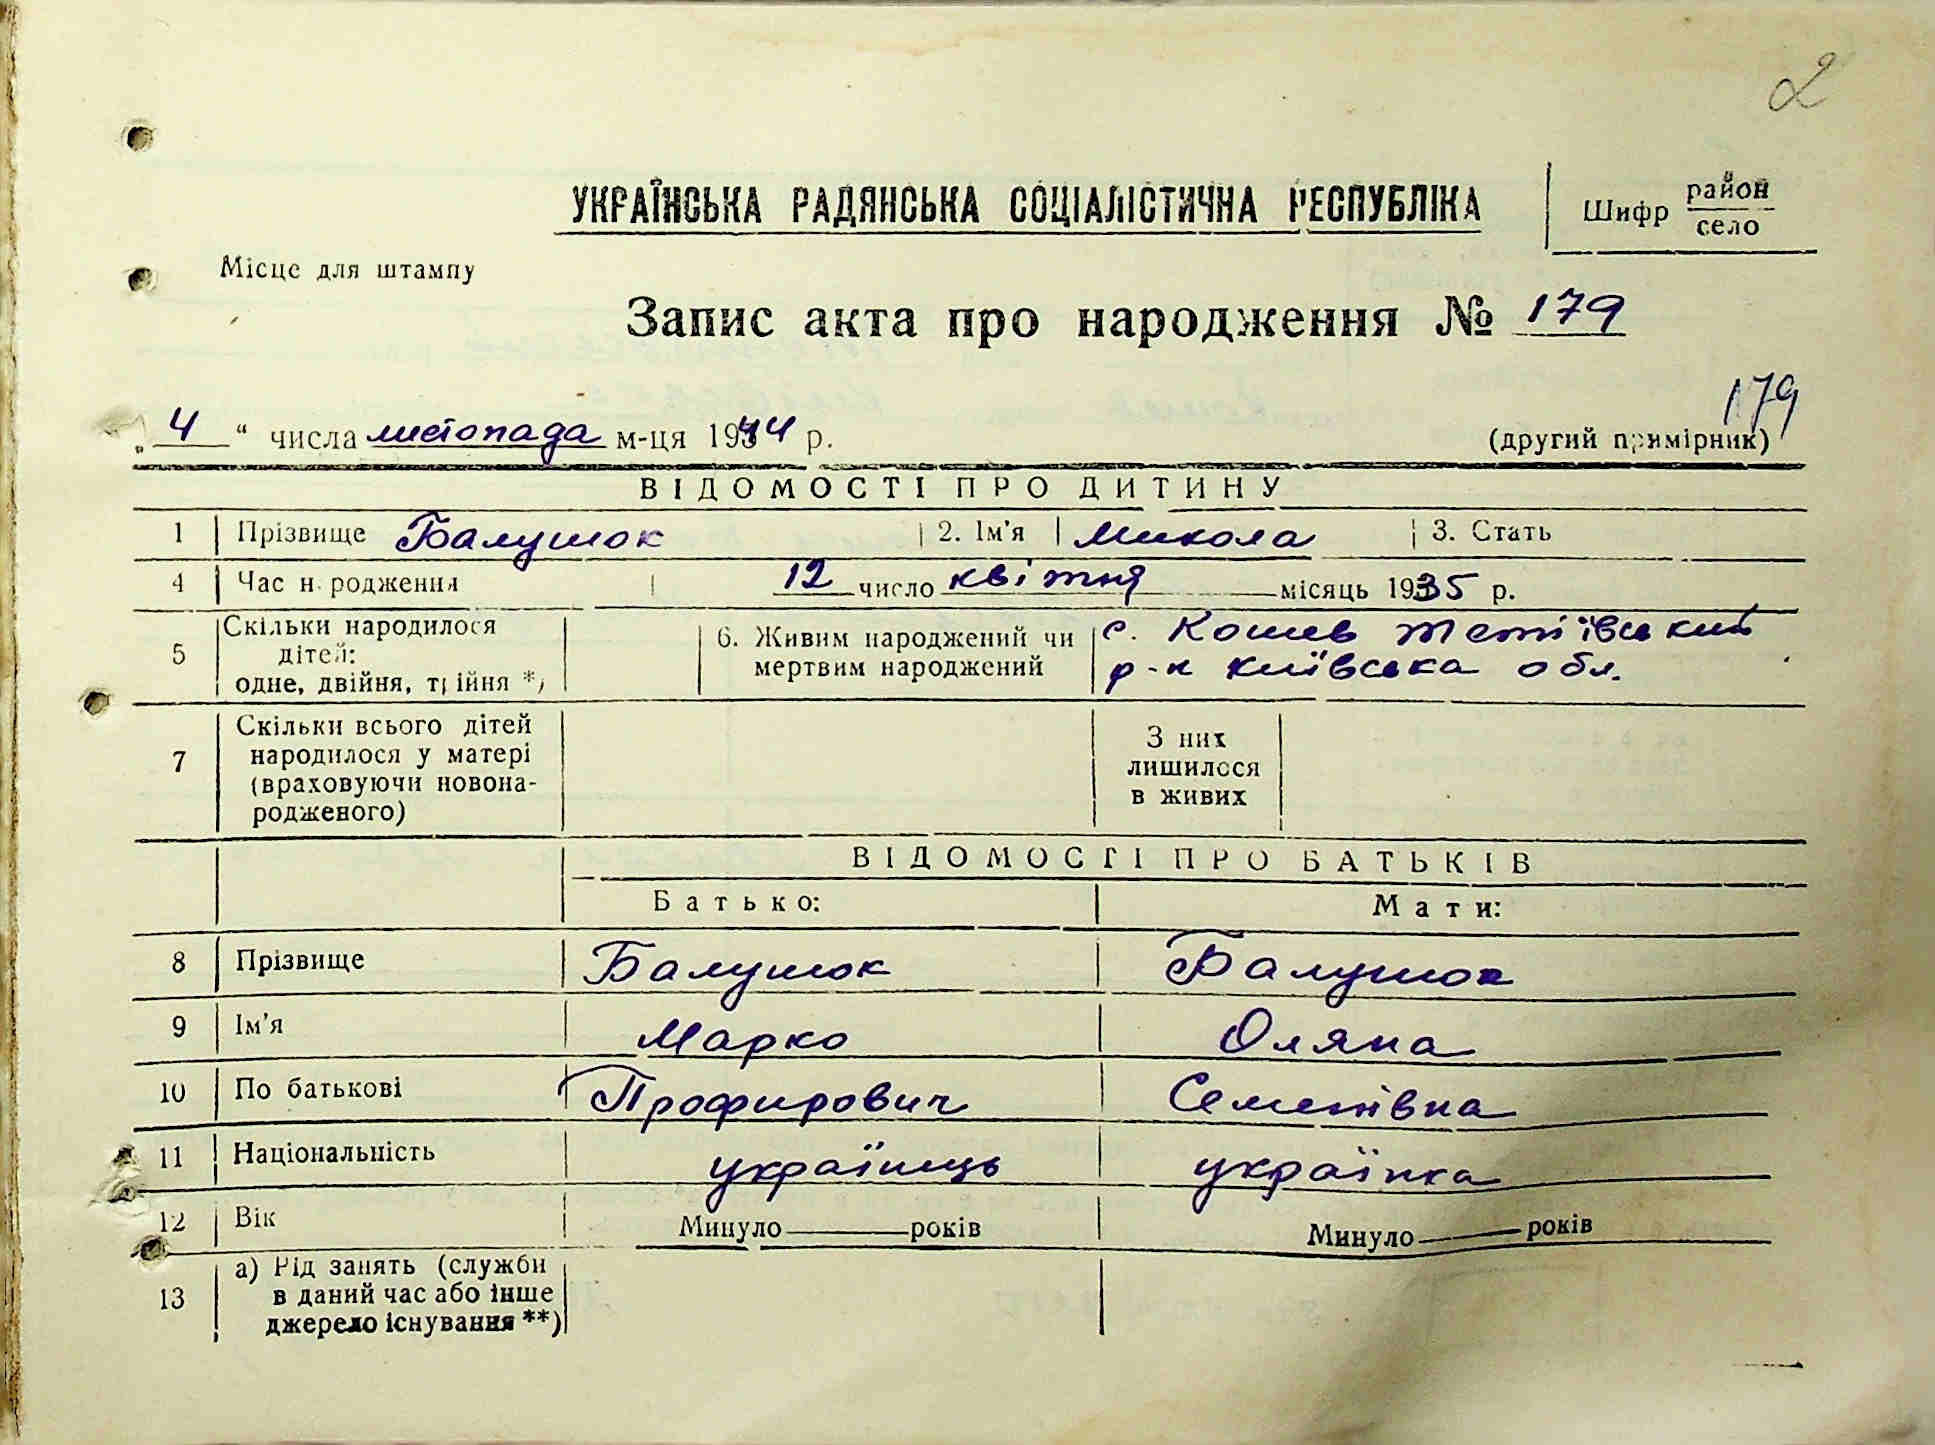 2
УКРАЇНСЬКА РАДЯНСЬКА СОЦІАЛІСТИЧНА РЕСПУБЛІКА
Шифр район
село
Місце для штампу
Запис акта про народження № 179
179
„4“ числа листопада м-ця 1944 р. (другий примірник)
ВІДОМОСТІ ПРО ДИТИНУ
1 Прізвище Балушок 2. Ім'я Микола 3. Стать
4 Час народження 12 число квітня місяць 1935 р.
5 Скільки народилося
дітей:
одне, двійня, трійня *)
6. Живим народжений чи
мертвим народжений
с. Кошев Тетіївський
р-н Київська обл.
7 Скільки всього дітей
народилося у матері
(враховуючи новона-
родженого)
З них
лишилося
в живих
ВІДОМОСТІ ПРО БАТЬКІВ
Батько: Мати:
8 Прізвище Балушок Балушок
9 Ім'я Марко Оляна
10 По батькові Профирович Семенівна
11 Національність українць українка
12 Вік Минуло років Минуло років
13 а) Рід занять (служби
в даний час або інше
джерело існування **)